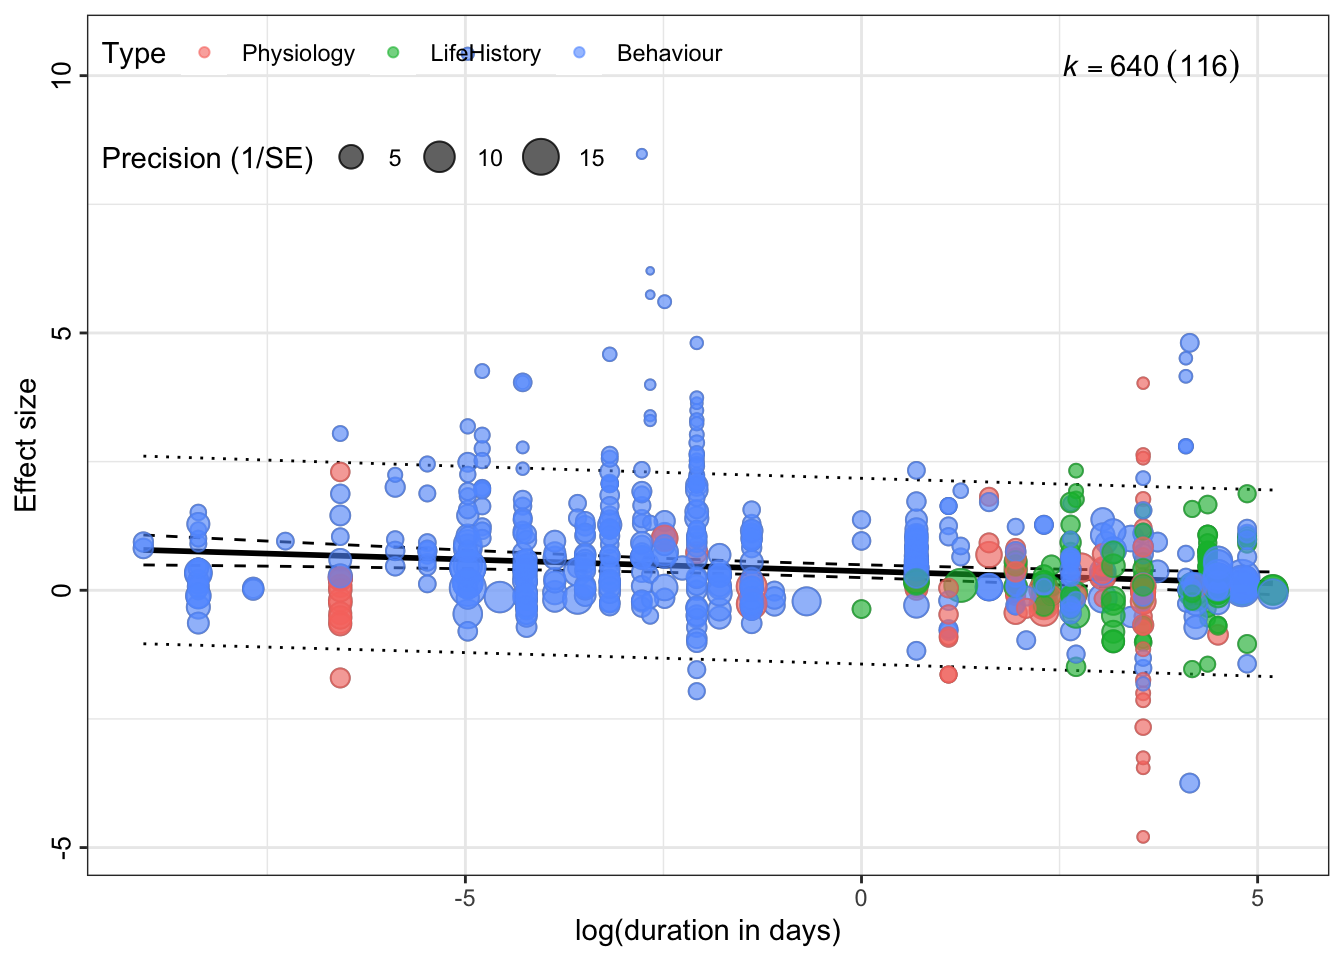 Type Physiology LifeHistory Behaviour
k = 640 (116)
10
Precision (1/SE) 5 10 15
5
Effect size
0
-5
-5 0 5
log(duration in days)